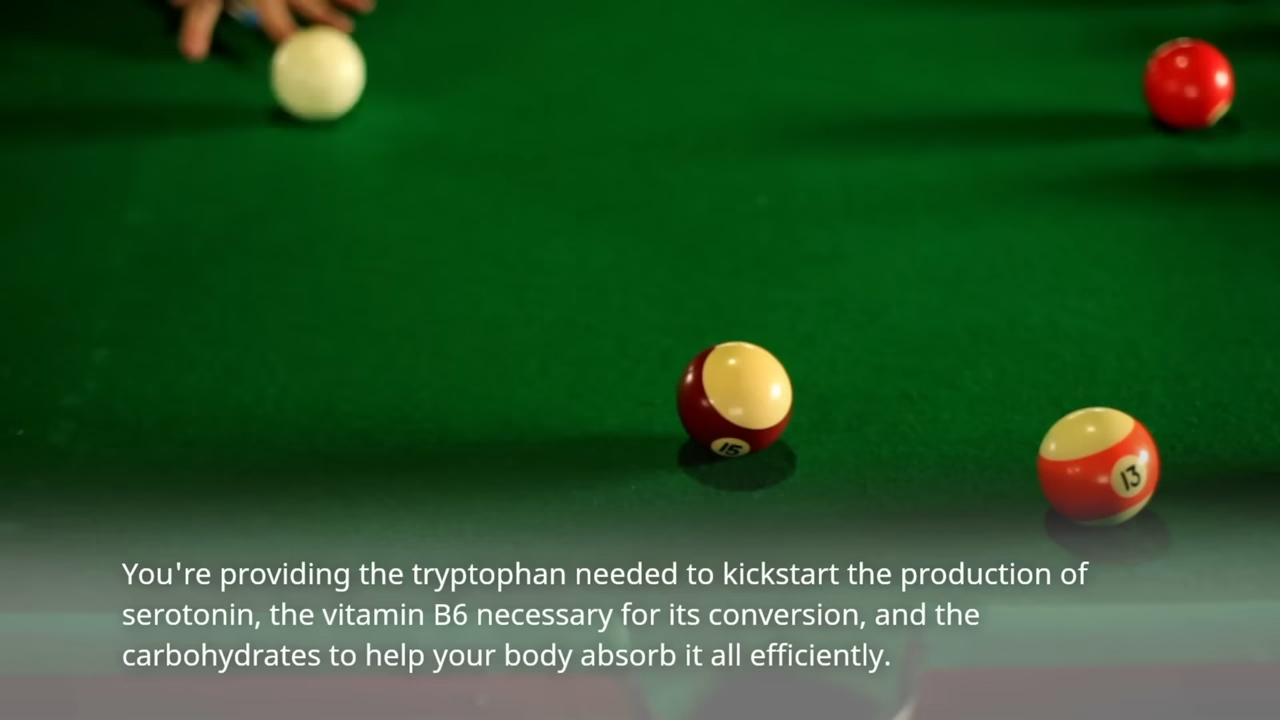 15
13
You're providing the tryptophan needed to kickstart the production of
serotonin, the vitamin B6 necessary for its conversion, and the
carbohydrates to help your body absorb it all efficiently.